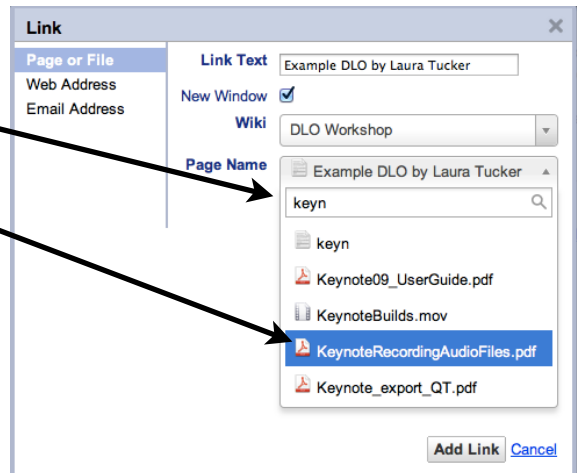 Link
Page or File
Web Address
Email Address
Link Text Example DLO by Laura Tucker
New Window
Wiki DLO Workshop
Page Name Example DLO by Laura Tucker
keyn
keyn
Keynote09_UserGuide.pdf
KeynoteBuilds.mov
KeynoteRecordingAudioFiles.pdf
Keynote_export_QT.pdf
Add Link Cancel